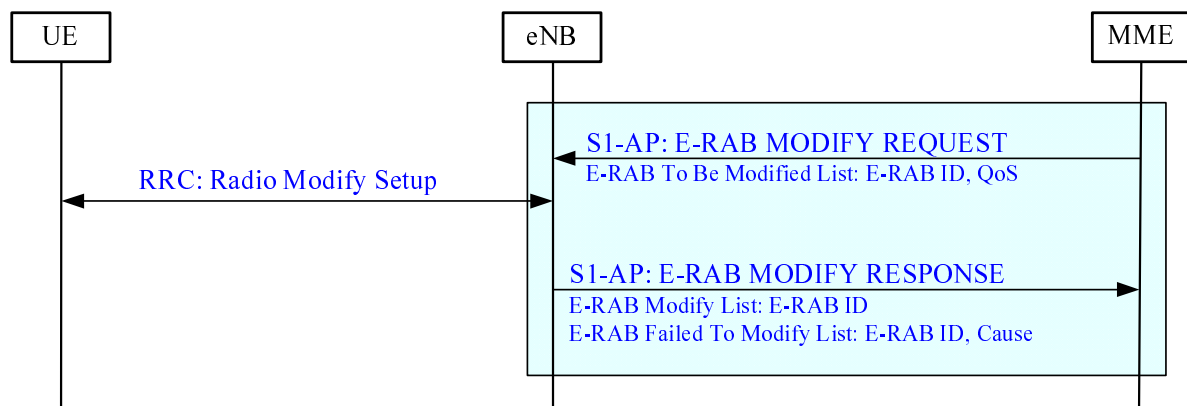 UE
eNB
MME
S1-AP: E-RAB MODIFY REQUEST
E-RAB To Be Modified List: E-RAB ID, QoS
RRC: Radio Modify Setup
S1-AP: E-RAB MODIFY RESPONSE
E-RAB Modify List: E-RAB ID
E-RAB Failed To Modify List: E-RAB ID, Cause